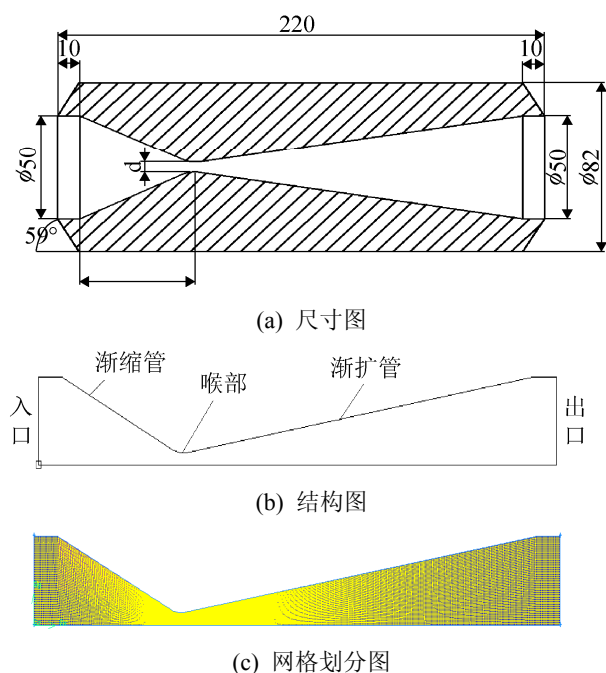 220
10
10
d
ϕ50
ϕ50
ϕ82
59°
(a) 尺寸图
渐缩管
喉部
渐扩管
入口
出口
(b) 结构图
(c) 网格划分图